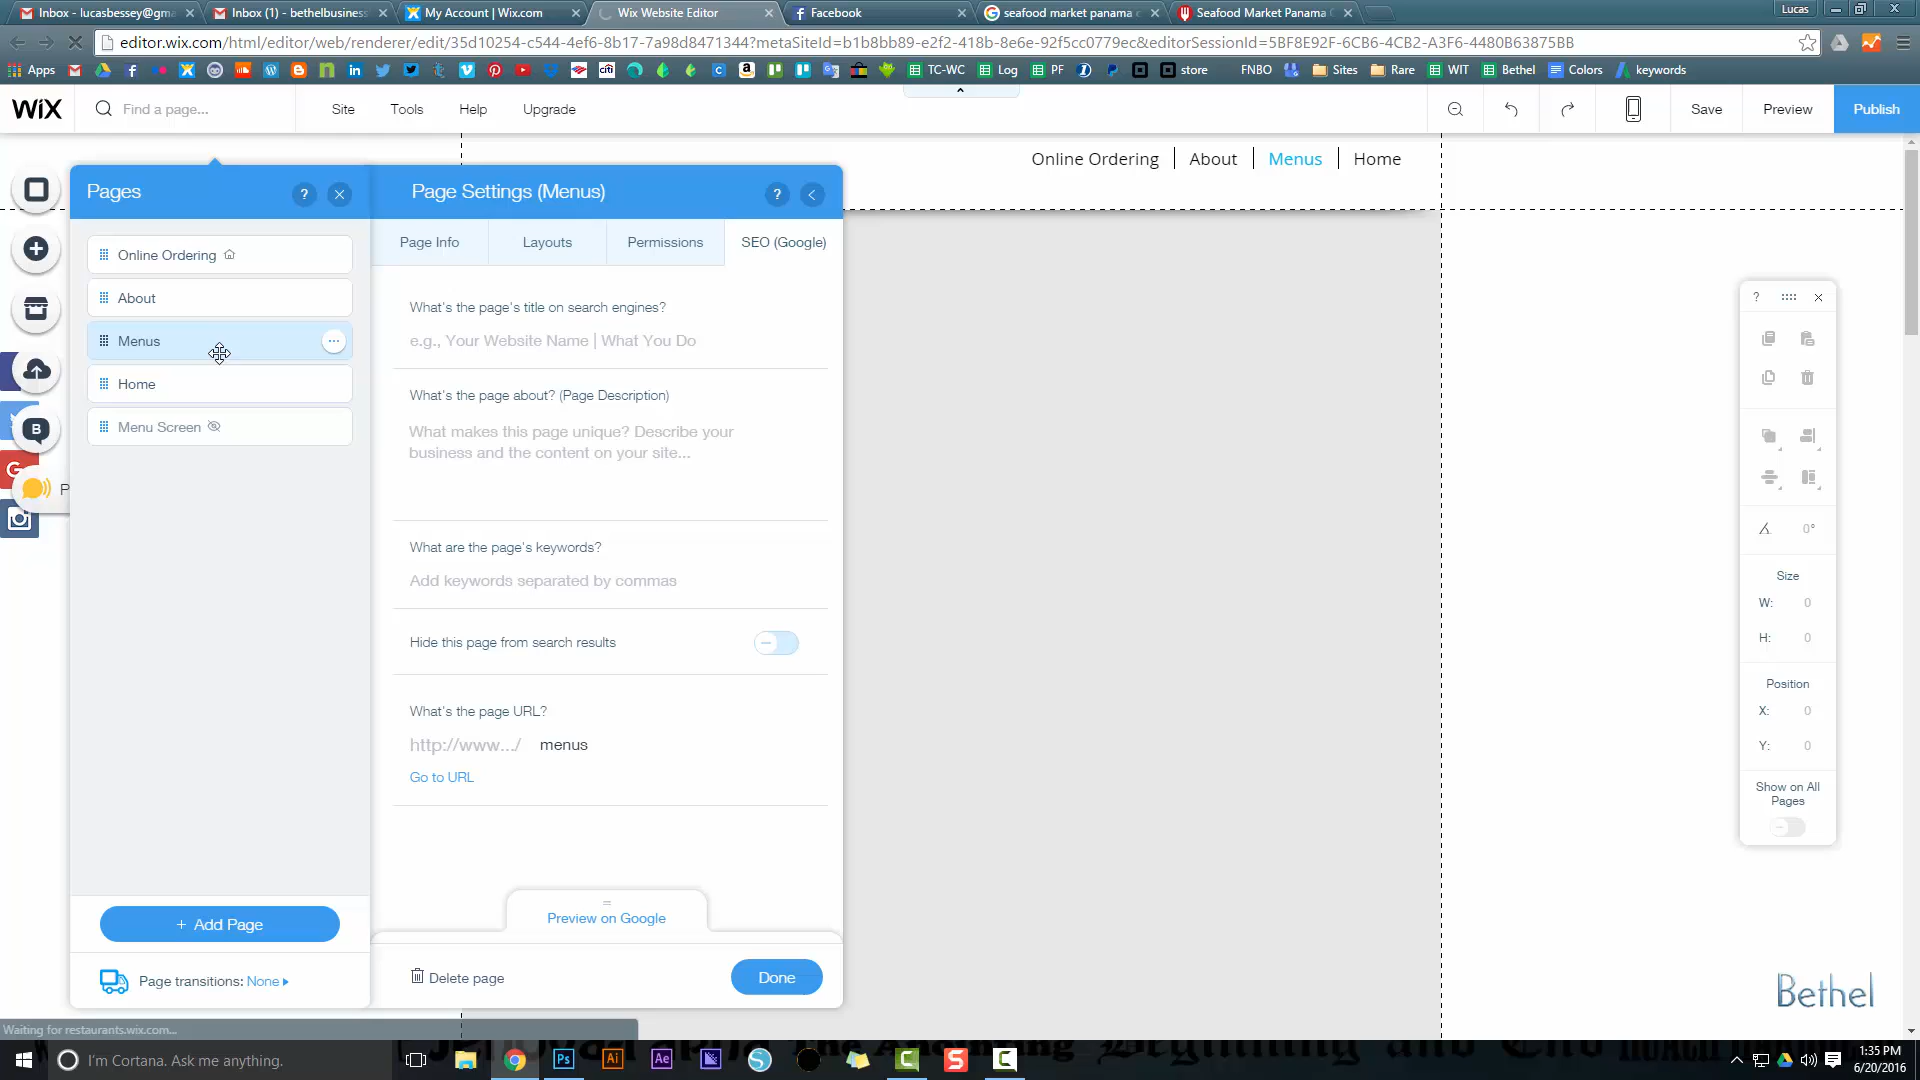 Inbox - lucasbessey@gma
Inbox (1) - bethelbusines
My Account | Wix.com
Wix Website Editor
Facebook
seafood market panama c
Seafood Market Panama C
Lucas
editor.wix.com/html/editor/web/renderer/edit/35d10254-c544-4ef6-8b17-7a98d8471344?metaSiteId=b1b8bb89-e2f2-418b-8e6e-92f5cc0779ec&editorSessionId=5BF8E92F-6CB6-4CB2-A3F6-4480B63875BB
Apps
TC-WC
Log
PF
store
FNBO
Sites
Rare
WIT
Bethel
Colors
keywords
WiX
Find a page...
Site
Tools
Help
Upgrade
Save
Preview
Publish
Online Ordering
About
Menus
Home
Pages
?
Page Settings (Menus)
?
Online Ordering
About
Menus
Home
Menu Screen
Page Info
Layouts
Permissions
SEO (Google)
What's the page's title on search engines?
e.g., Your Website Name | What You Do
What's the page about? (Page Description)
What makes this page unique? Describe your
business and the content on your site...
What are the page's keywords?
Add keywords separated by commas
Hide this page from search results
What's the page URL?
http://www.../ menus
Go to URL
Preview on Google
+ Add Page
Page transitions: None
Delete page
Done
?
0°
Size
W: 0
H: 0
Position
X: 0
Y: 0
Show on All
Pages
Bethel
Waiting for restaurants.wix.com...
I'm Cortana. Ask me anything.
1:35 PM
6/20/2016